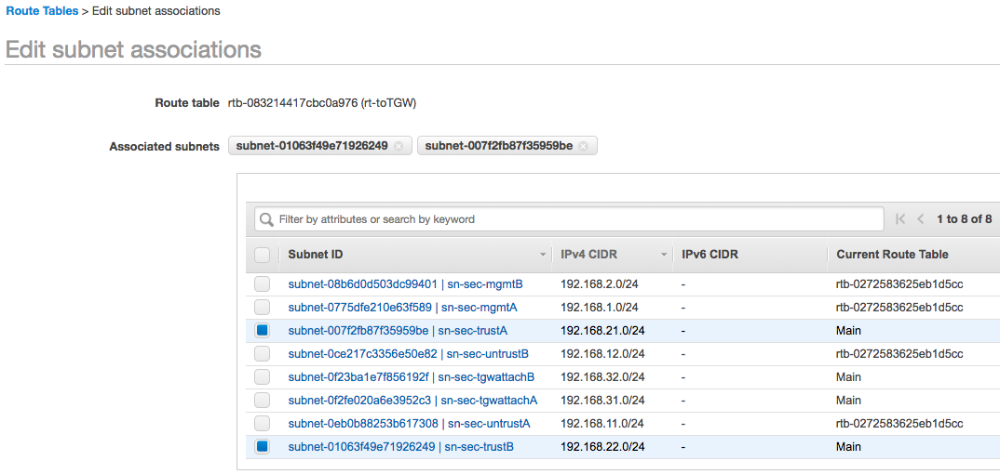 Route Tables > Edit subnet associations
Edit subnet associations
Route table rtb-083214417cbc0a976 (rt-toTGW)
Associated subnets subnet-01063f49e71926249 subnet-007f2fb87f35959be
Filter by attributes or search by keyword 1 to 8 of 8
Subnet ID IPv4 CIDR IPv6 CIDR Current Route Table
subnet-08b6d0d503dc99401 | sn-sec-mgmtB 192.168.2.0/24 - rtb-0272583625eb1d5cc
subnet-0775dfe210e63f589 | sn-sec-mgmtA 192.168.1.0/24 - rtb-0272583625eb1d5cc
subnet-007f2fb87f35959be | sn-sec-trustA 192.168.21.0/24 - Main
subnet-0ce217c3356e50e82 | sn-sec-untrustB 192.168.12.0/24 - rtb-0272583625eb1d5cc
subnet-0f23ba1e7f856192f | sn-sec-tgwattachB 192.168.32.0/24 - Main
subnet-0f2fe020a6e3952c3 | sn-sec-tgwattachA 192.168.31.0/24 - Main
subnet-0eb0b88253b617308 | sn-sec-untrustA 192.168.11.0/24 - rtb-0272583625eb1d5cc
subnet-01063f49e71926249 | sn-sec-trustB 192.168.22.0/24 - Main